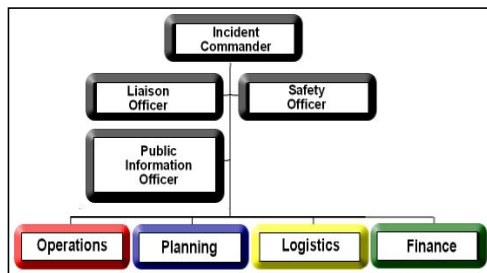 Incident
Commander
Liaison
Officer
Safety
Officer
Public
Information
Officer
Operations
Planning
Logistics
Finance